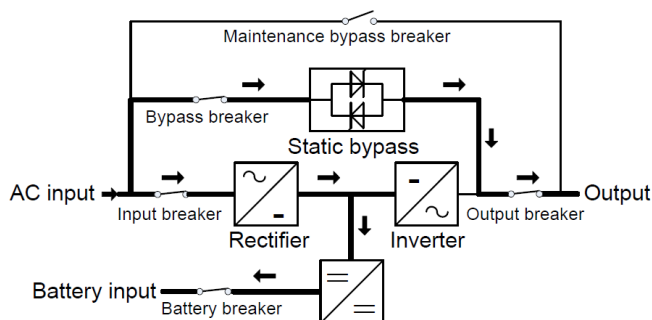 Maintenance bypass breaker
Bypass breaker
Static bypass
AC input
Input breaker
Rectifier
Inverter
Output breaker
Output
Battery input
Battery breaker